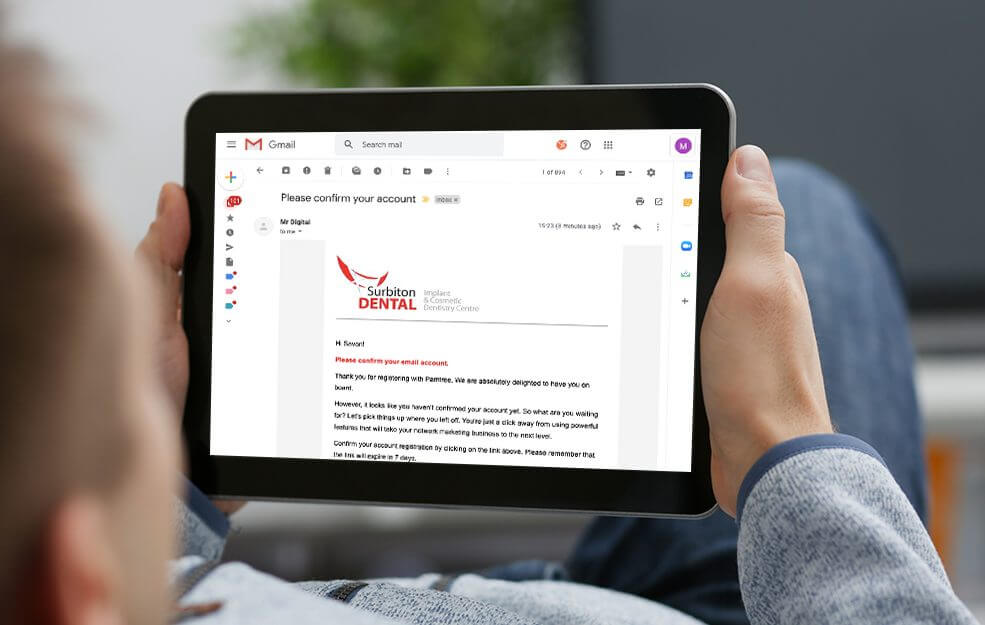 Gmail
Search mail
M
1 of 894
Please confirm your account
Inbox x
Mr Digital
to me
15:23 (3 minutes ago)
Surbiton
DENTAL
Implant
& Cosmetic
Dentistry Centre
Please confirm your email account.
Thank you for registering with Pamtree. We are absolutely delighted to have you on
board.
However, it looks like you haven't confirmed your account yet. So what are you waiting
for? Let's pick things up where you left off. You're just a click away from using powerful
features that will take your network marketing business to the next level.
Confirm your account registration by clicking on the link above. Please remember that
the link will expire in 7 days.